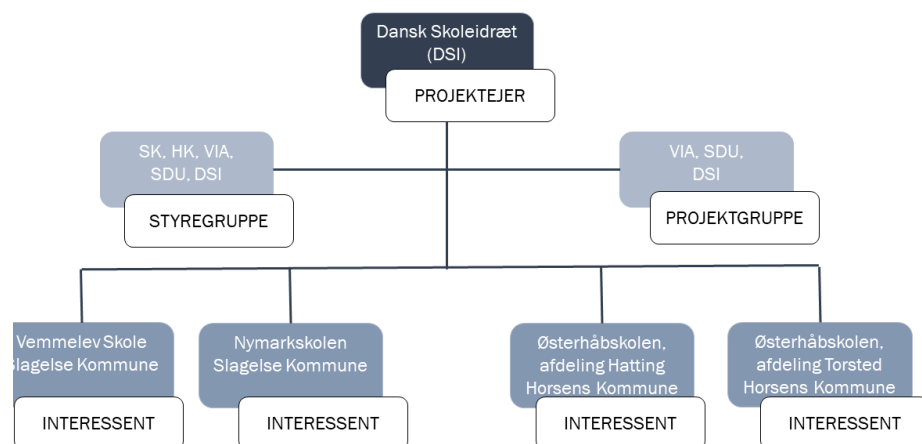 Dansk Skoleidræt
(DSI)
PROJEKTEJER
SK, HK, VIA,
SDU, DSI
STYREGRUPPE
VIA, SDU,
DSI
PROJEKTGRUPPE
Vemmelev Skole
Slagelse Kommune
INTERESSENT
Nymarkskolen
Slagelse Kommune
INTERESSENT
Østerhåbskolen,
afdeling Hatting
Horsens Kommune
INTERESSENT
Østerhåbskolen,
afdeling Torsted
Horsens Kommune
INTERESSENT